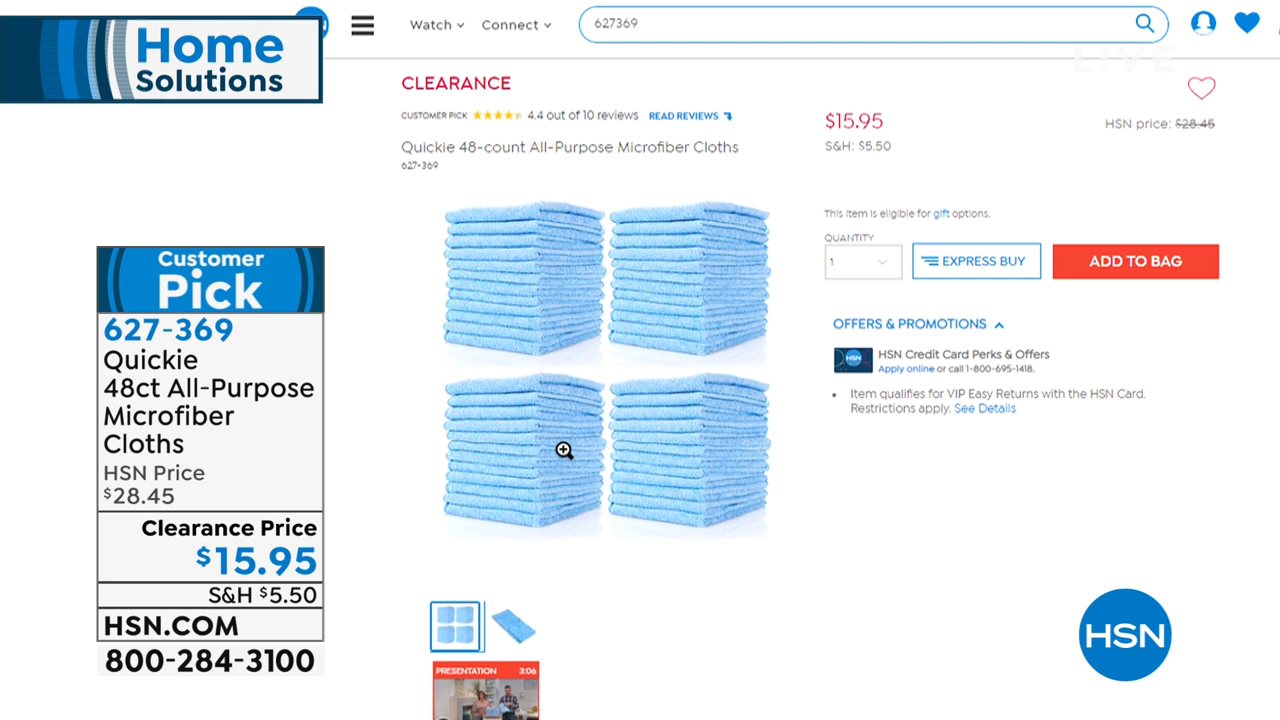 Home
Solutions
Watch
Connect
627369
LIVE
CLEARANCE
CUSTOMER PICK 4.4 out of 10 reviews READ REVIEWS
Quickie 48-count All-Purpose Microfiber Cloths
627-369
$15.95
HSN price: $28.45
S&H: $5.50
This item is eligible for gift options.
QUANTITY
1
EXPRESS BUY
ADD TO BAG
OFFERS & PROMOTIONS
HSN
HSN Credit Card Perks & Offers
Apply online or call 1-800-695-1418.
• Item qualifies for VIP Easy Returns with the HSN Card.
Restrictions apply. See Details
Customer
Pick
627-369
Quickie
48ct All-Purpose
Microfiber
Cloths
HSN Price
$28.45
Clearance Price
$15.95
S&H $5.50
HSN.COM
800-284-3100
PRESENTATION 3:06
HSN